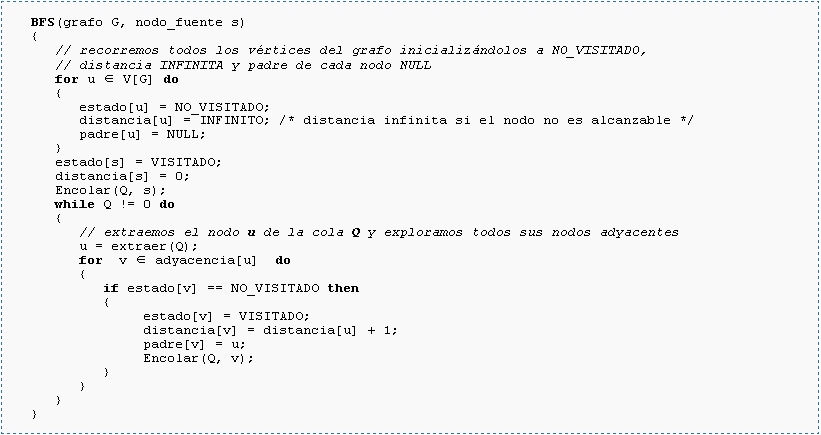 BFS(grafo G, nodo_fuente s)
{
// recorremos todos los vértices del grafo inicializándolos a NO_VISITADO,
// distancia INFINITA y padre de cada nodo NULL
for u ∈ V[G] do
{
estado[u] = NO_VISITADO;
distancia[u] = INFINITO; /* distancia infinita si el nodo no es alcanzable */
padre[u] = NULL;
}
estado[s] = VISITADO;
distancia[s] = 0;
Encolar(Q, s);
while Q != 0 do
{
// extraemos el nodo u de la cola Q y exploramos todos sus nodos adyacentes
u = extraer(Q);
for v ∈ adyacencia[u] do
{
if estado[v] == NO_VISITADO then
{
estado[v] = VISITADO;
distancia[v] = distancia[u] + 1;
padre[v] = u;
Encolar(Q, v);
}
}
}
}